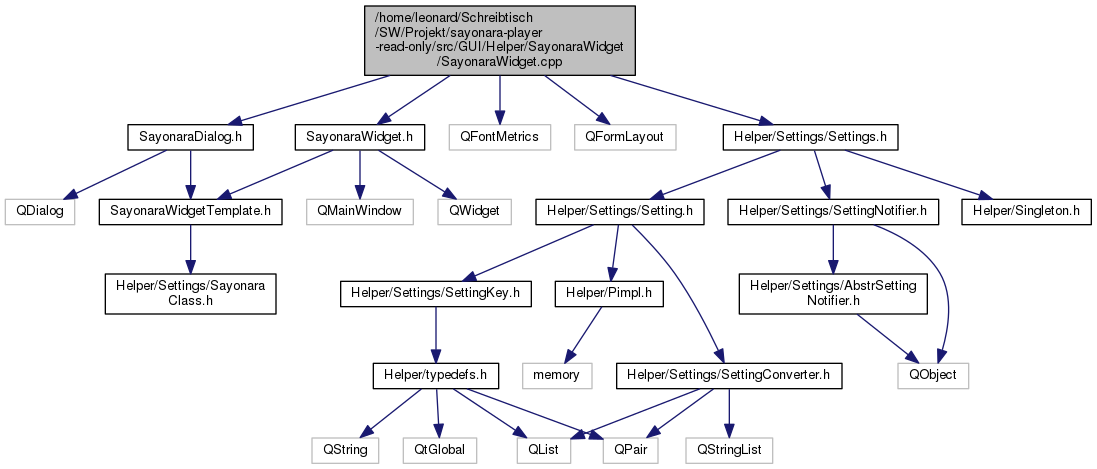 /home/leonard/Schreibtisch
/SW/Projekt/sayonara-player
-read-only/src/GUI/Helper/SayonaraWidget
/SayonaraWidget.cpp
SayonaraDialog.h
SayonaraWidget.h
QFontMetrics
QFormLayout
Helper/Settings/Settings.h
QDialog
SayonaraWidgetTemplate.h
QMainWindow
QWidget
Helper/Settings/Setting.h
Helper/Settings/SettingNotifier.h
Helper/Singleton.h
Helper/Settings/Sayonara
Class.h
Helper/Settings/SettingKey.h
Helper/Pimpl.h
Helper/Settings/AbstrSetting
Notifier.h
Helper/typedefs.h
memory
Helper/Settings/SettingConverter.h
QObject
QString
QtGlobal
QList
QPair
QStringList